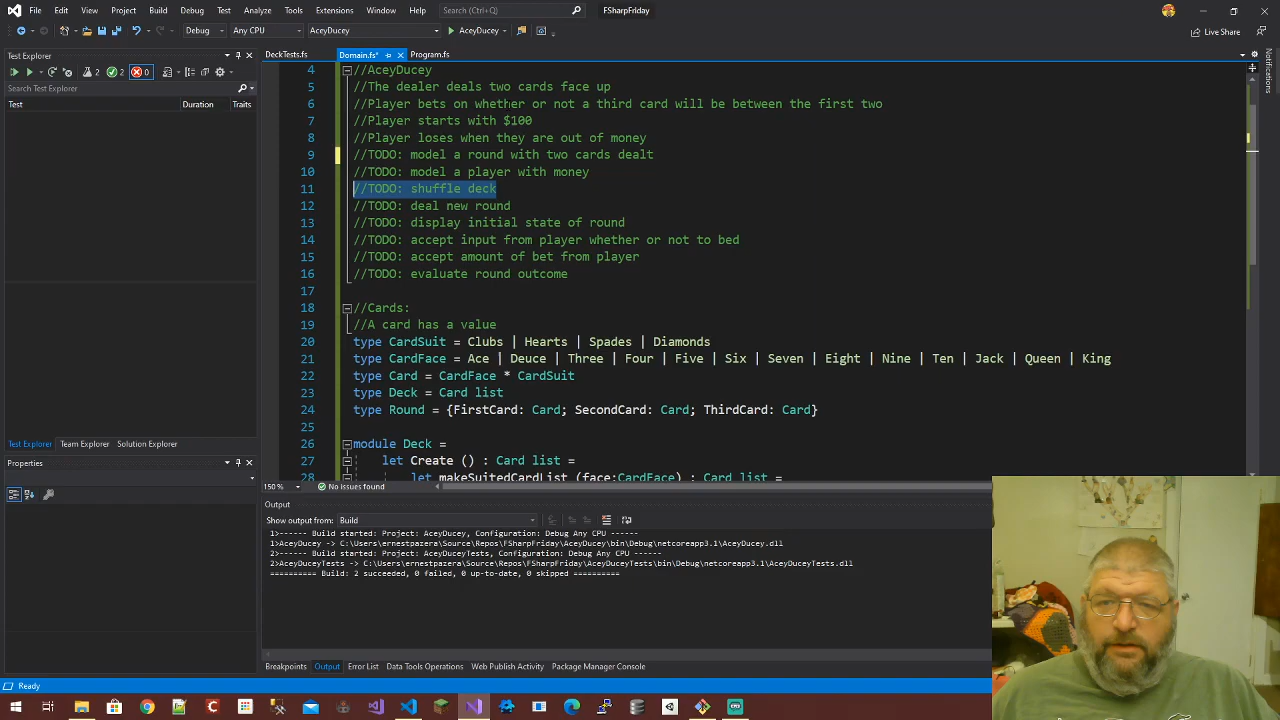 File Edit View Project Build Debug Test Analyze Tools Extensions Window Help Search (Ctrl+Q) FSharpFriday
Debug Any CPU AceyDucey AceyDucey Live Share
Test Explorer
2 2 0
Search Test Explorer
Test Duration Traits
DeckTests.fs Domain.fs* Program.fs
4 //AceyDucey
5 //The dealer deals two cards face up
6 //Player bets on whether or not a third card will be between the first two
7 //Player starts with $100
8 //Player loses when they are out of money
9 //TODO: model a round with two cards dealt
10 //TODO: model a player with money
11 //TODO: shuffle deck
12 //TODO: deal new round
13 //TODO: display initial state of round
14 //TODO: accept input from player whether or not to bed
15 //TODO: accept amount of bet from player
16 //TODO: evaluate round outcome
17
18 //Cards:
19 //A card has a value
20 type CardSuit = Clubs | Hearts | Spades | Diamonds
21 type CardFace = Ace | Deuce | Three | Four | Five | Six | Seven | Eight | Nine | Ten | Jack | Queen | King
22 type Card = CardFace * CardSuit
23 type Deck = Card list
24 type Round = {FirstCard: Card; SecondCard: Card; ThirdCard: Card}
25
26 module Deck =
27 let Create () : Card list =
28 let makeSuitedCardList (face:CardFace) : Card list =
150 % No issues found
Test Explorer Team Explorer Solution Explorer
Properties
Output
Show output from: Build
1>------ Build started: Project: AceyDucey, Configuration: Debug Any CPU ------
1>AceyDucey -> C:\Users\ernestpazera\Source\Repos\FSharpFriday\AceyDucey\bin\Debug\netcoreapp3.1\AceyDucey.dll
2>------ Build started: Project: AceyDuceyTests, Configuration: Debug Any CPU ------
2>AceyDuceyTests -> C:\Users\ernestpazera\Source\Repos\FSharpFriday\AceyDuceyTests\bin\Debug\netcoreapp3.1\AceyDuceyTests.dll
========== Build: 2 succeeded, 0 failed, 0 up-to-date, 0 skipped ==========
Breakpoints Output Error List Data Tools Operations Web Publish Activity Package Manager Console
Ready
Notifications